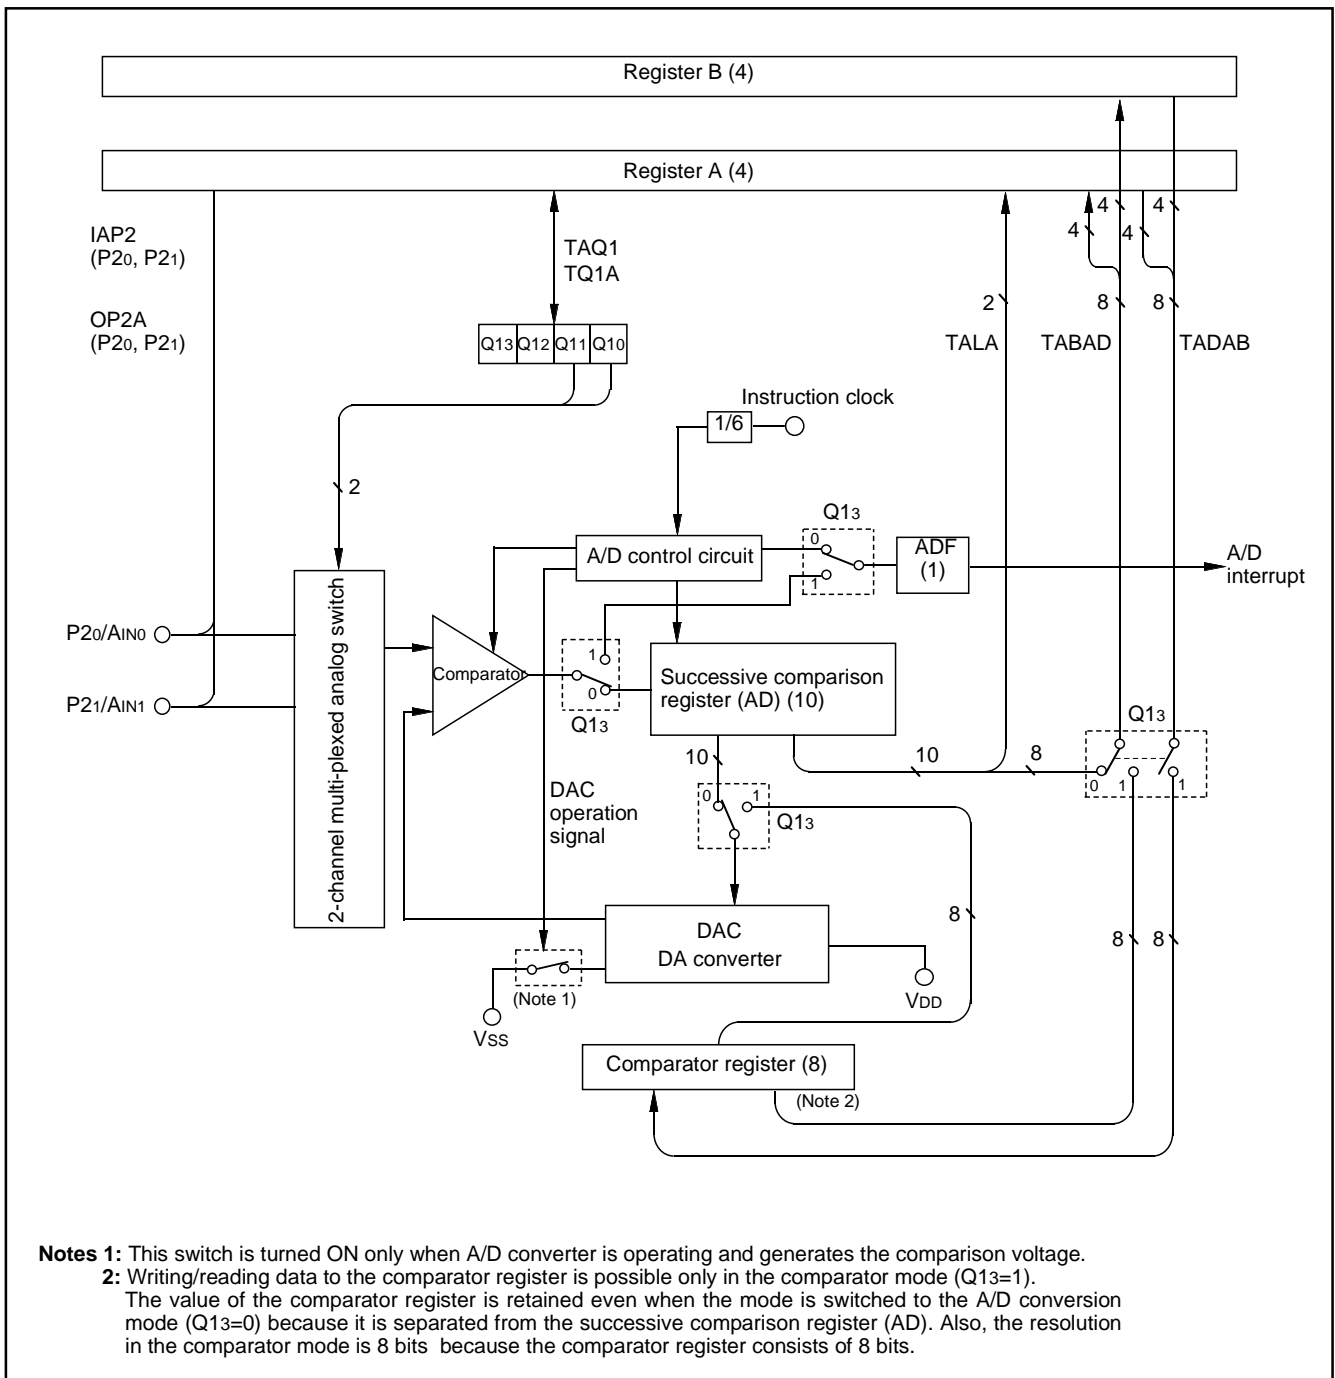 Register B (4)
Register A (4)
IAP2
(P20, P21)
OP2A
(P20, P21)
TAQ1
TQ1A
Q13 Q12 Q11 Q10
2
TALA
4
4
8
TABAD
4
4
8
TADAB
Instruction clock
1/6
2
Q13
0
1
A/D control circuit
ADF
(1)
A/D
interrupt
2-channel multi-plexed analog switch
P20/AIN0
P21/AIN1
Comparator
1
0
Q13
Successive comparison
register (AD) (10)
10
10
8
Q13
0
1
1
DAC
operation
signal
0
1
Q13
DAC
DA converter
8
8
8
(Note 1)
VSS
VDD
Comparator register (8)
(Note 2)
Notes 1: This switch is turned ON only when A/D converter is operating and generates the comparison voltage.
2: Writing/reading data to the comparator register is possible only in the comparator mode (Q13=1).
The value of the comparator register is retained even when the mode is switched to the A/D conversion
mode (Q13=0) because it is separated from the successive comparison register (AD). Also, the resolution
in the comparator mode is 8 bits because the comparator register consists of 8 bits.